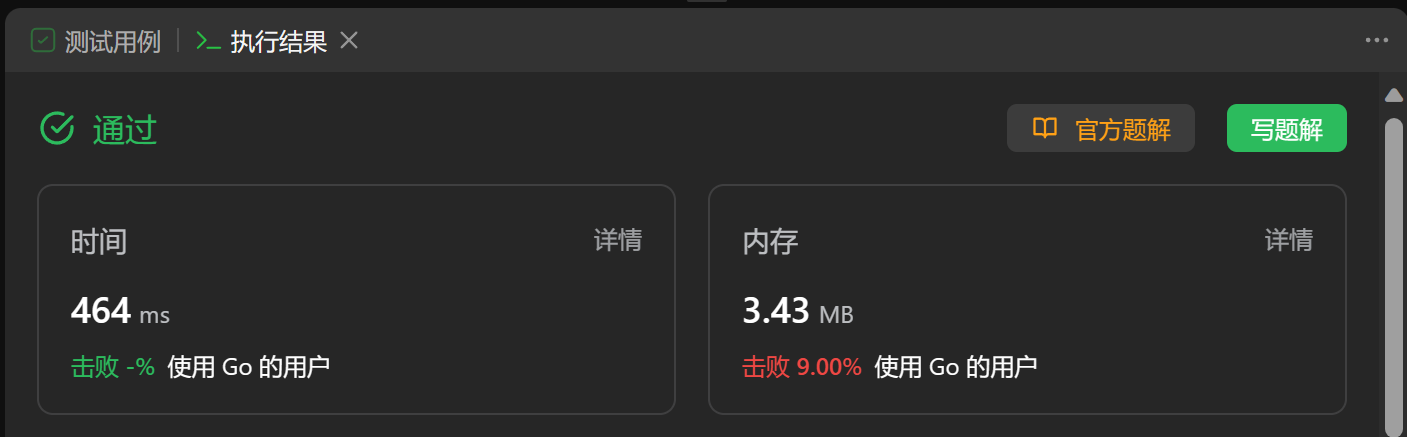 测试用例 执行结果
通过 官方题解 写题解
时间 详情
464 ms
击败 -% 使用 Go 的用户
内存 详情
3.43 MB
击败 9.00% 使用 Go 的用户